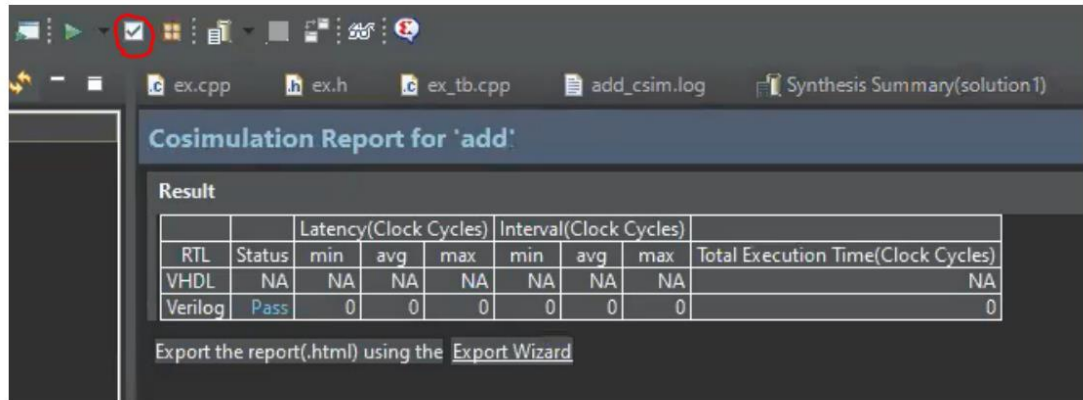 ex.cpp ex.h ex_tb.cpp add_csim.log Synthesis Summary(solution1)
Cosimulation Report for 'add'
Result
Latency(Clock Cycles) Interval(Clock Cycles)
RTL Status min avg max min avg max Total Execution Time(Clock Cycles)
VHDL NA NA NA NA NA NA NA NA
Verilog Pass 0 0 0 0 0 0 0
Export the report(.html) using the Export Wizard